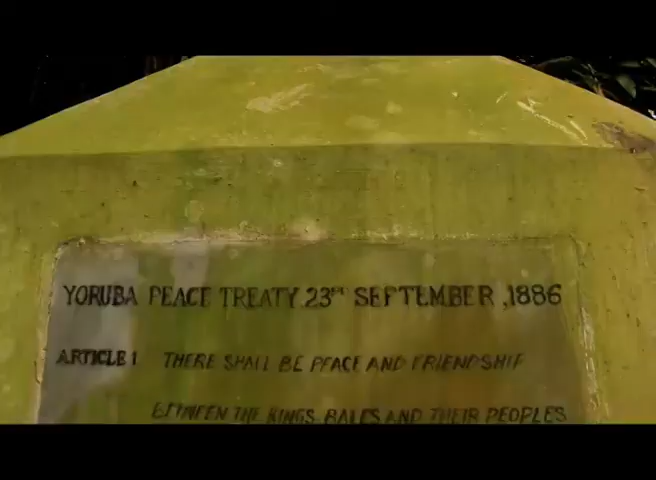 YORUBA PEACE TREATY.23RD SEPTEMBER,1886
ARTICLE 1 THERE SHALL BE PEACE AND FRIENDSHIP
BETWEEN THE KINGS. BALES AND THEIR PEOPLES